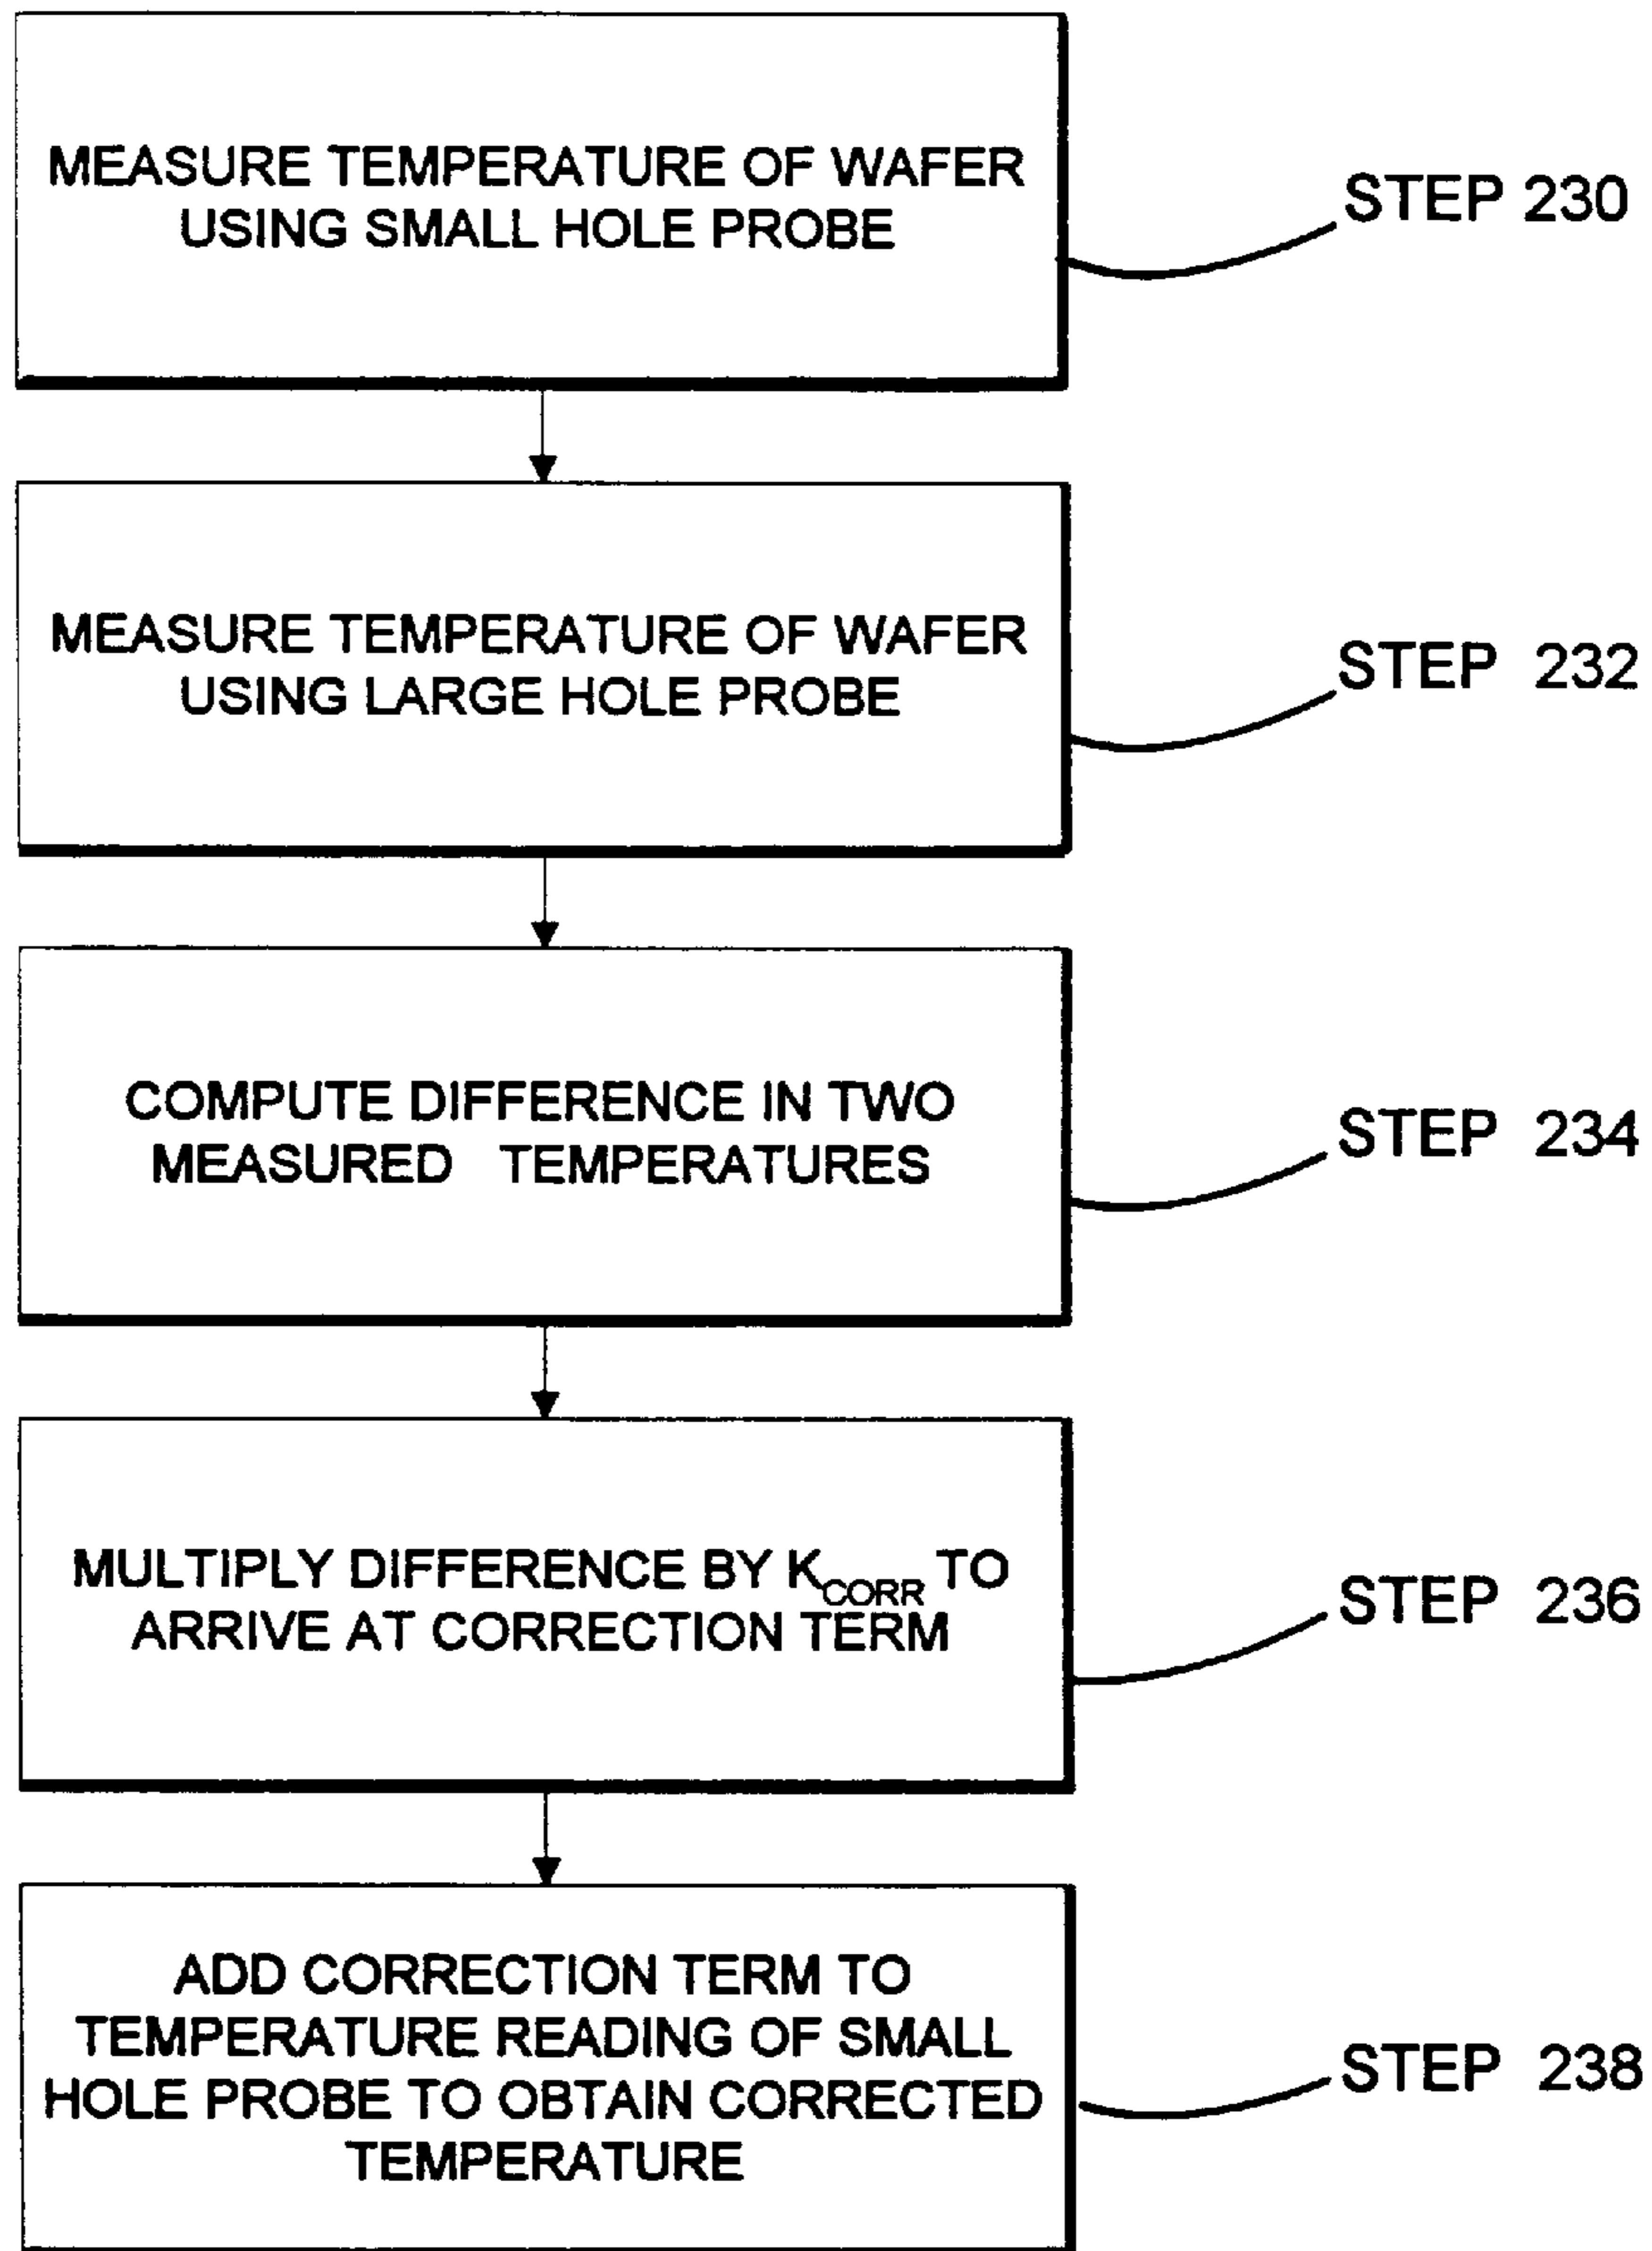 MEASURE TEMPERATURE OF WAFER
USING SMALL HOLE PROBE
STEP 230
MEASURE TEMPERATURE OF WAFER
USING LARGE HOLE PROBE
STEP 232
COMPUTE DIFFERENCE IN TWO
MEASURED TEMPERATURES
STEP 234
MULTIPLY DIFFERENCE BY KCORR TO
ARRIVE AT CORRECTION TERM
STEP 236
ADD CORRECTION TERM TO
TEMPERATURE READING OF SMALL
HOLE PROBE TO OBTAIN CORRECTED
TEMPERATURE
STEP 238